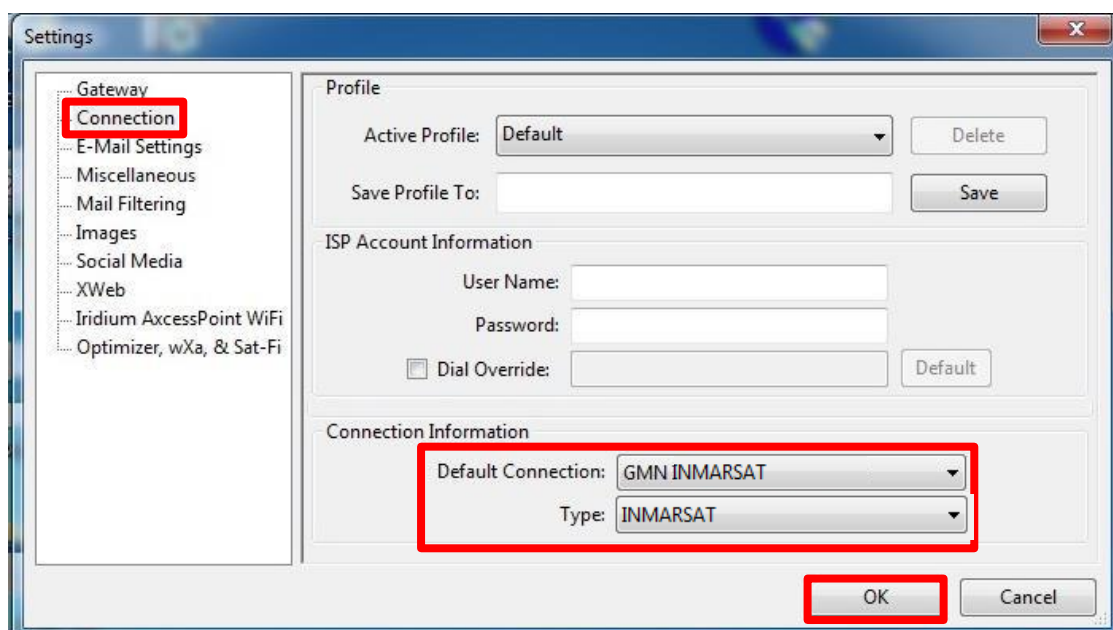 Settings
x
Gateway
Connection
E-Mail Settings
Miscellaneous
Mail Filtering
Images
Social Media
XWeb
Iridium AxcessPoint WiFi
Optimizer, wXa, & Sat-Fi
Profile
Active Profile: Default Delete
Save Profile To: Save
ISP Account Information
User Name:
Password:
Dial Override: Default
Connection Information
Default Connection: GMN INMARSAT
Type: INMARSAT
OK Cancel